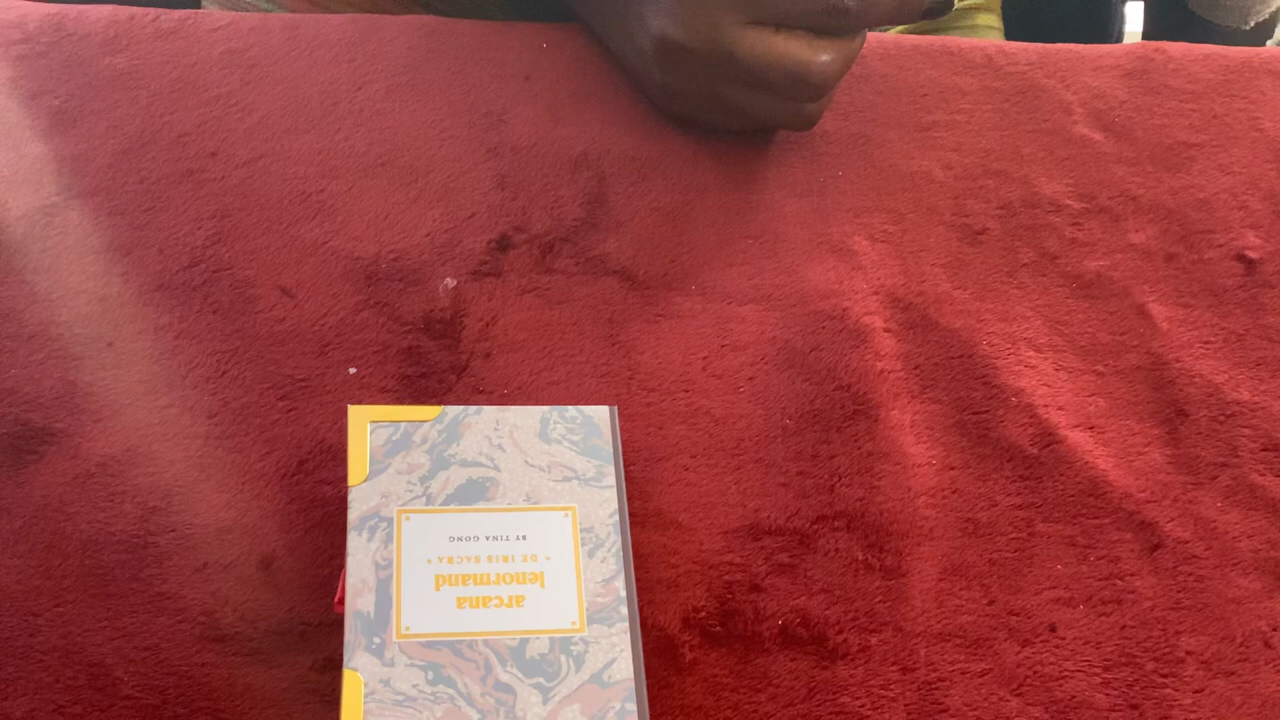 arcana
lenormand
• DE IRIS SACRA •
BY TINA GONG